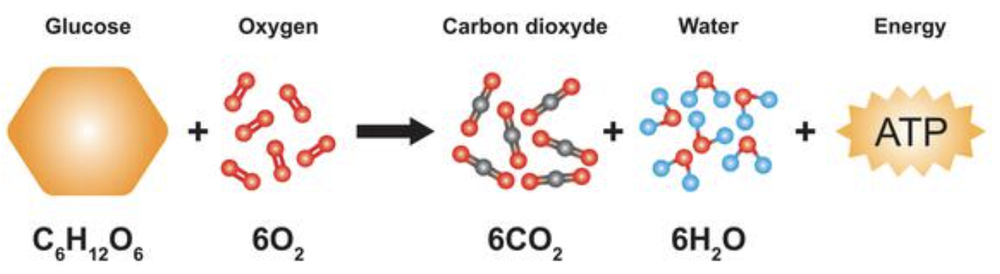 Glucose Oxygen Carbon dioxyde Water Energy
+ + + ATP
C₆H₁₂O₆ 6O₂ 6CO₂ 6H₂O